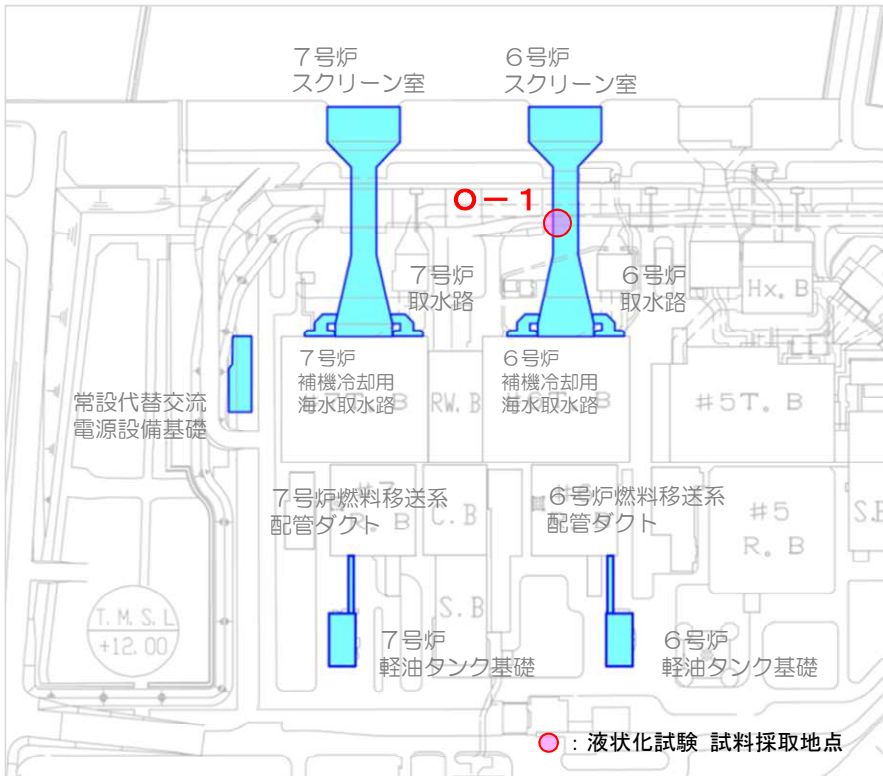 ７号炉
スクリーン室
６号炉
スクリーン室
Ｏ－１
７号炉
取水路
６号炉
取水路
Hx. B
７号炉
補機冷却用
海水取水路
６号炉
補機冷却用
海水取水路
RW. B
#5T. B
常設代替交流
電源設備基礎
７号炉燃料移送系
配管ダクト
６号炉燃料移送系
配管ダクト
R. B
C. B
#5
R. B
S. B
T. M. S. L
+12. 00
７号炉
軽油タンク基礎
６号炉
軽油タンク基礎
：液状化試験 試料採取地点